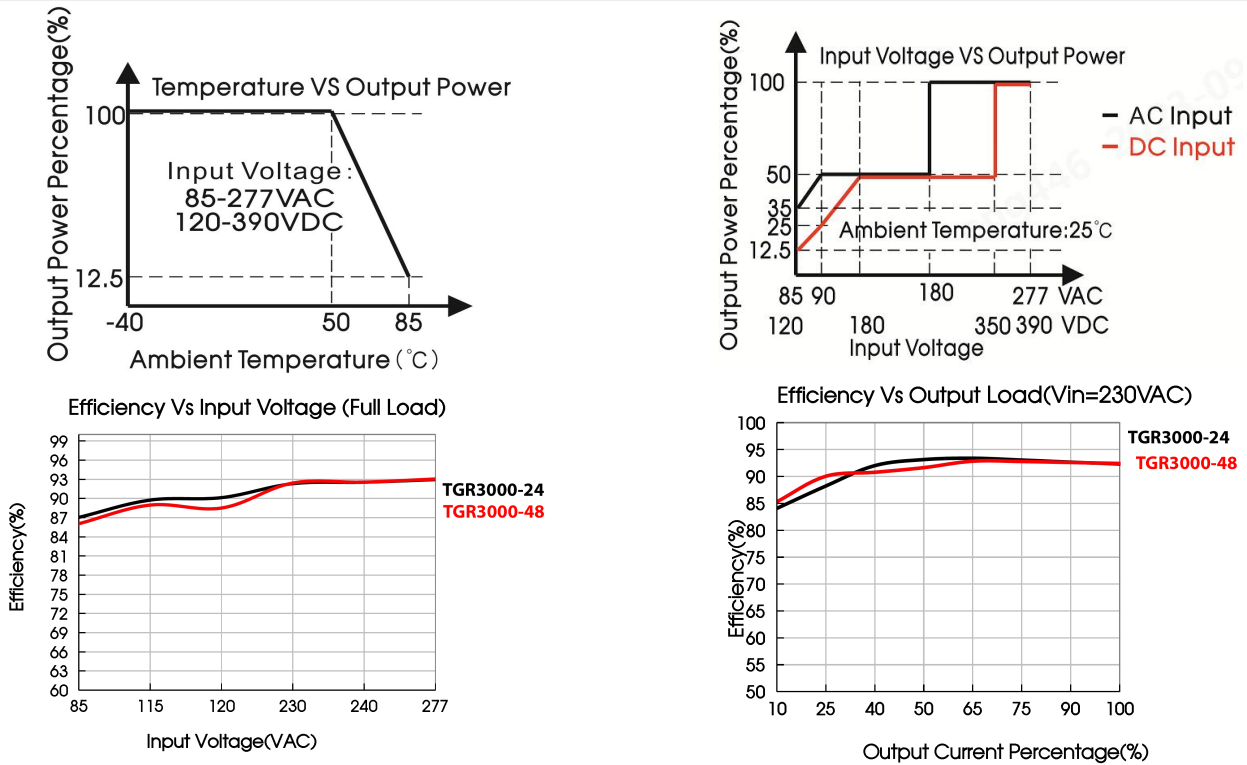 Output Power Percentage(%)
Temperature VS Output Power
100
Input Voltage:
85-277VAC
120-390VDC
12.5
-40 50 85
Ambient Temperature(℃)
Output Power Percentage(%)
Input Voltage VS Output Power
100
AC Input
DC Input
50
35
25
Ambient Temperature:25℃
12.5
85 90 180 277 VAC
120 180 350 390 VDC
Input Voltage
Efficiency Vs Input Voltage (Full Load)
Efficiency(%)
99
96
93
90
87
84
81
78
75
72
69
66
63
60
85 115 120 230 240 277
Input Voltage(VAC)
TGR3000-24
TGR3000-48
Efficiency Vs Output Load(Vin=230VAC)
Efficiency(%)
100
95
90
85
80
75
70
65
60
55
50
10 25 40 50 65 75 90 100
Output Current Percentage(%)
TGR3000-24
TGR3000-48